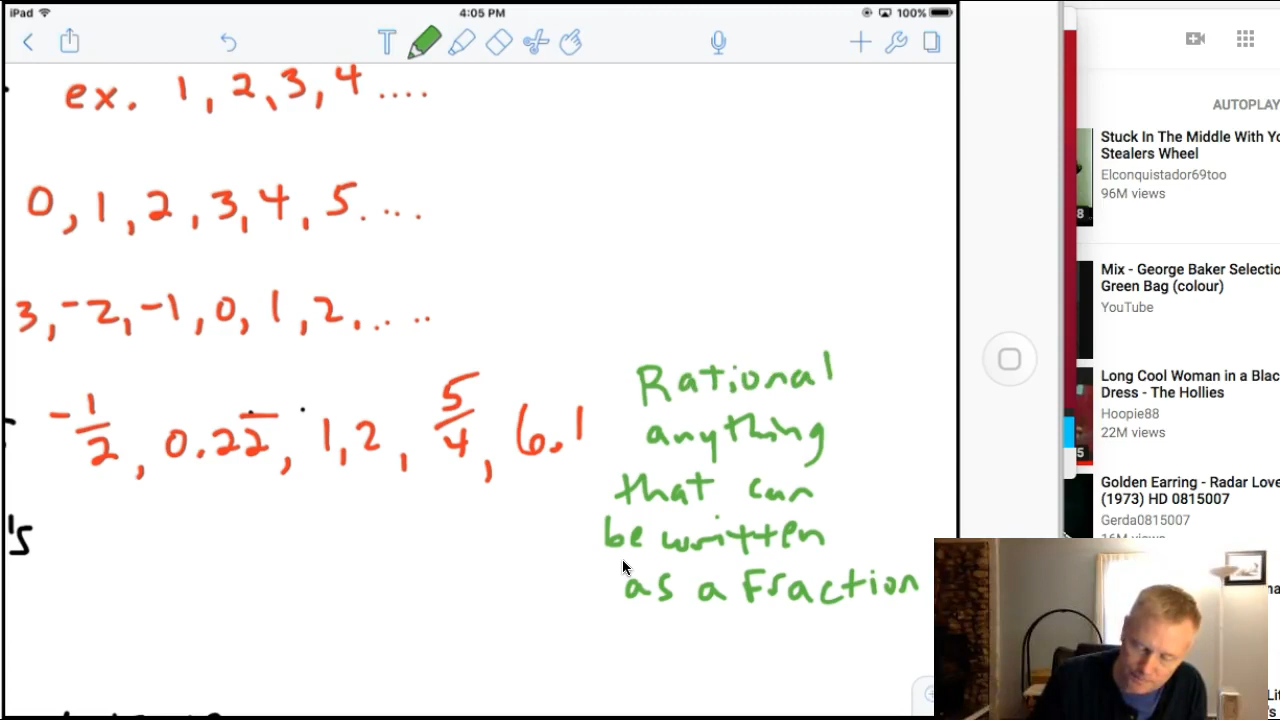 iPad 4:05 PM 100%
ex. 1, 2, 3, 4 ....
0, 1, 2, 3, 4, 5 ....
3, -2, -1, 0, 1, 2, .....
-1/2, 0.22̅, 1, 2, 5/4, 6.1
Rational
anything
that can
be written
as a Fraction
's
AUTOPLAY
Stuck In The Middle With Yo
Stealers Wheel
Elconquistador69too
96M views
8
Mix - George Baker Selectio
Green Bag (colour)
YouTube
Long Cool Woman in a Blac
Dress - The Hollies
Hoopie88
22M views
5
Golden Earring - Radar Love
(1973) HD 0815007
Gerda0815007